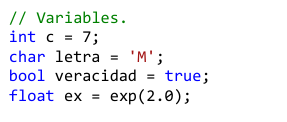 // Variables.
int c = 7;
char letra = 'M';
bool veracidad = true;
float ex = exp(2.0);